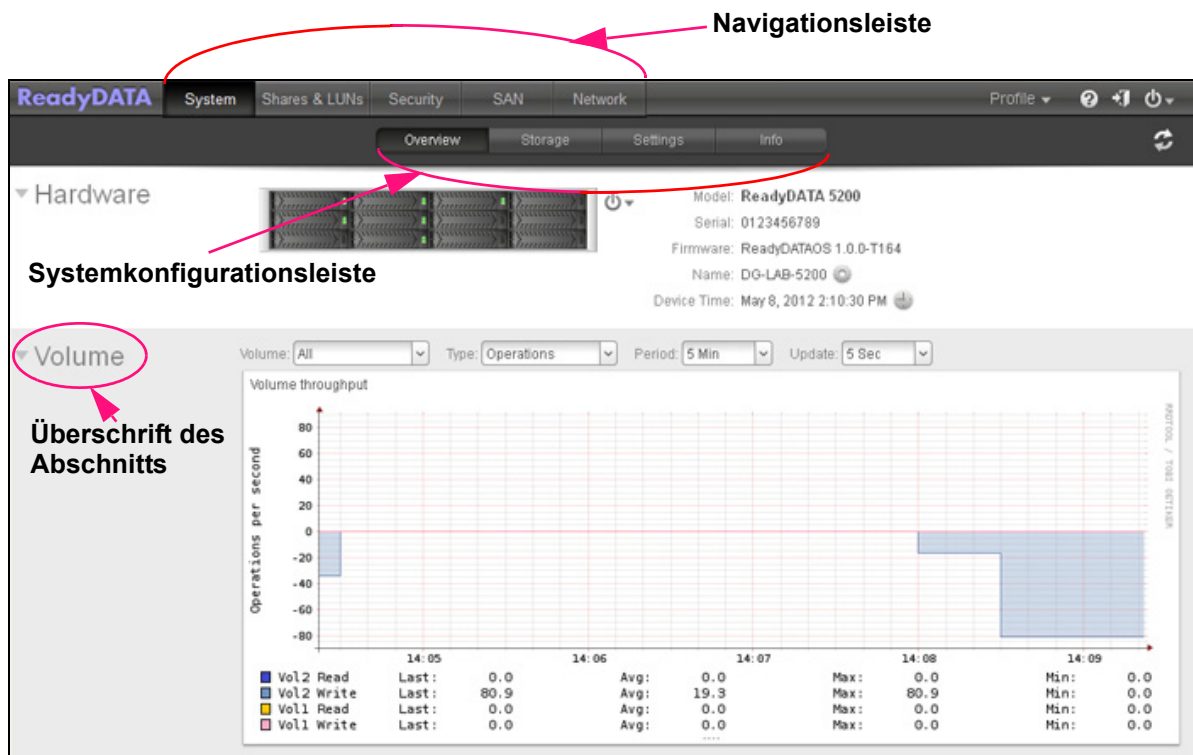 Navigationsleiste
ReadyDATA System Shares & LUNs Security SAN Network Profile
Overview Storage Settings Info
Hardware
Model: ReadyDATA 5200
Serial: 0123456789
Firmware: ReadyDATAOS 1.0.0-T164
Name: DG-LAB-5200
Device Time: May 8, 2012 2:10:30 PM
Systemkonfigurationsleiste
Volume
Volume: All Type: Operations Period: 5 Min Update: 5 Sec
Überschrift des
Abschnitts
Volume throughput
Operations per second
80
60
40
20
0
-20
-40
-60
-80
14:05 14:06 14:07 14:08 14:09
Vol2 Read Last: 0.0 Avg: 0.0 Max: 0.0 Min: 0.0
Vol2 Write Last: 80.9 Avg: 19.3 Max: 80.9 Min: 0.0
Vol1 Read Last: 0.0 Avg: 0.0 Max: 0.0 Min: 0.0
Vol1 Write Last: 0.0 Avg: 0.0 Max: 0.0 Min: 0.0
RRDTOOL / TOBI OETIKER